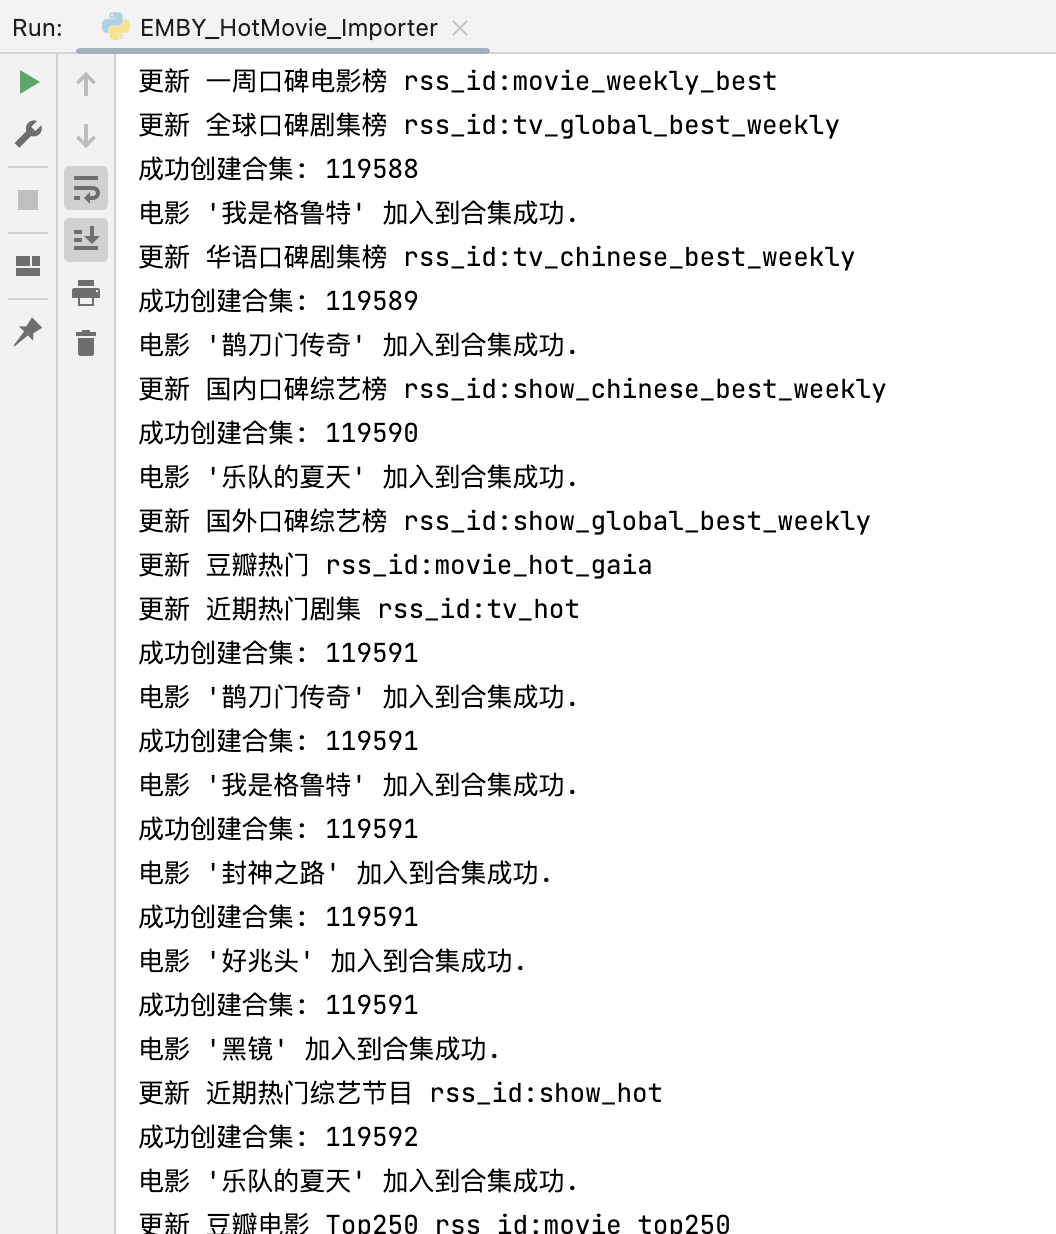 Run: EMBY_HotMovie_Importer
更新 一周口碑电影榜 rss_id:movie_weekly_best
更新 全球口碑剧集榜 rss_id:tv_global_best_weekly
成功创建合集: 119588
电影 '我是格鲁特' 加入到合集成功.
更新 华语口碑剧集榜 rss_id:tv_chinese_best_weekly
成功创建合集: 119589
电影 '鹊刀门传奇' 加入到合集成功.
更新 国内口碑综艺榜 rss_id:show_chinese_best_weekly
成功创建合集: 119590
电影 '乐队的夏天' 加入到合集成功.
更新 国外口碑综艺榜 rss_id:show_global_best_weekly
更新 豆瓣热门 rss_id:movie_hot_gaia
更新 近期热门剧集 rss_id:tv_hot
成功创建合集: 119591
电影 '鹊刀门传奇' 加入到合集成功.
成功创建合集: 119591
电影 '我是格鲁特' 加入到合集成功.
成功创建合集: 119591
电影 '封神之路' 加入到合集成功.
成功创建合集: 119591
电影 '好兆头' 加入到合集成功.
成功创建合集: 119591
电影 '黑镜' 加入到合集成功.
更新 近期热门综艺节目 rss_id:show_hot
成功创建合集: 119592
电影 '乐队的夏天' 加入到合集成功.
更新 豆瓣电影 Top250 rss_id:movie_top250